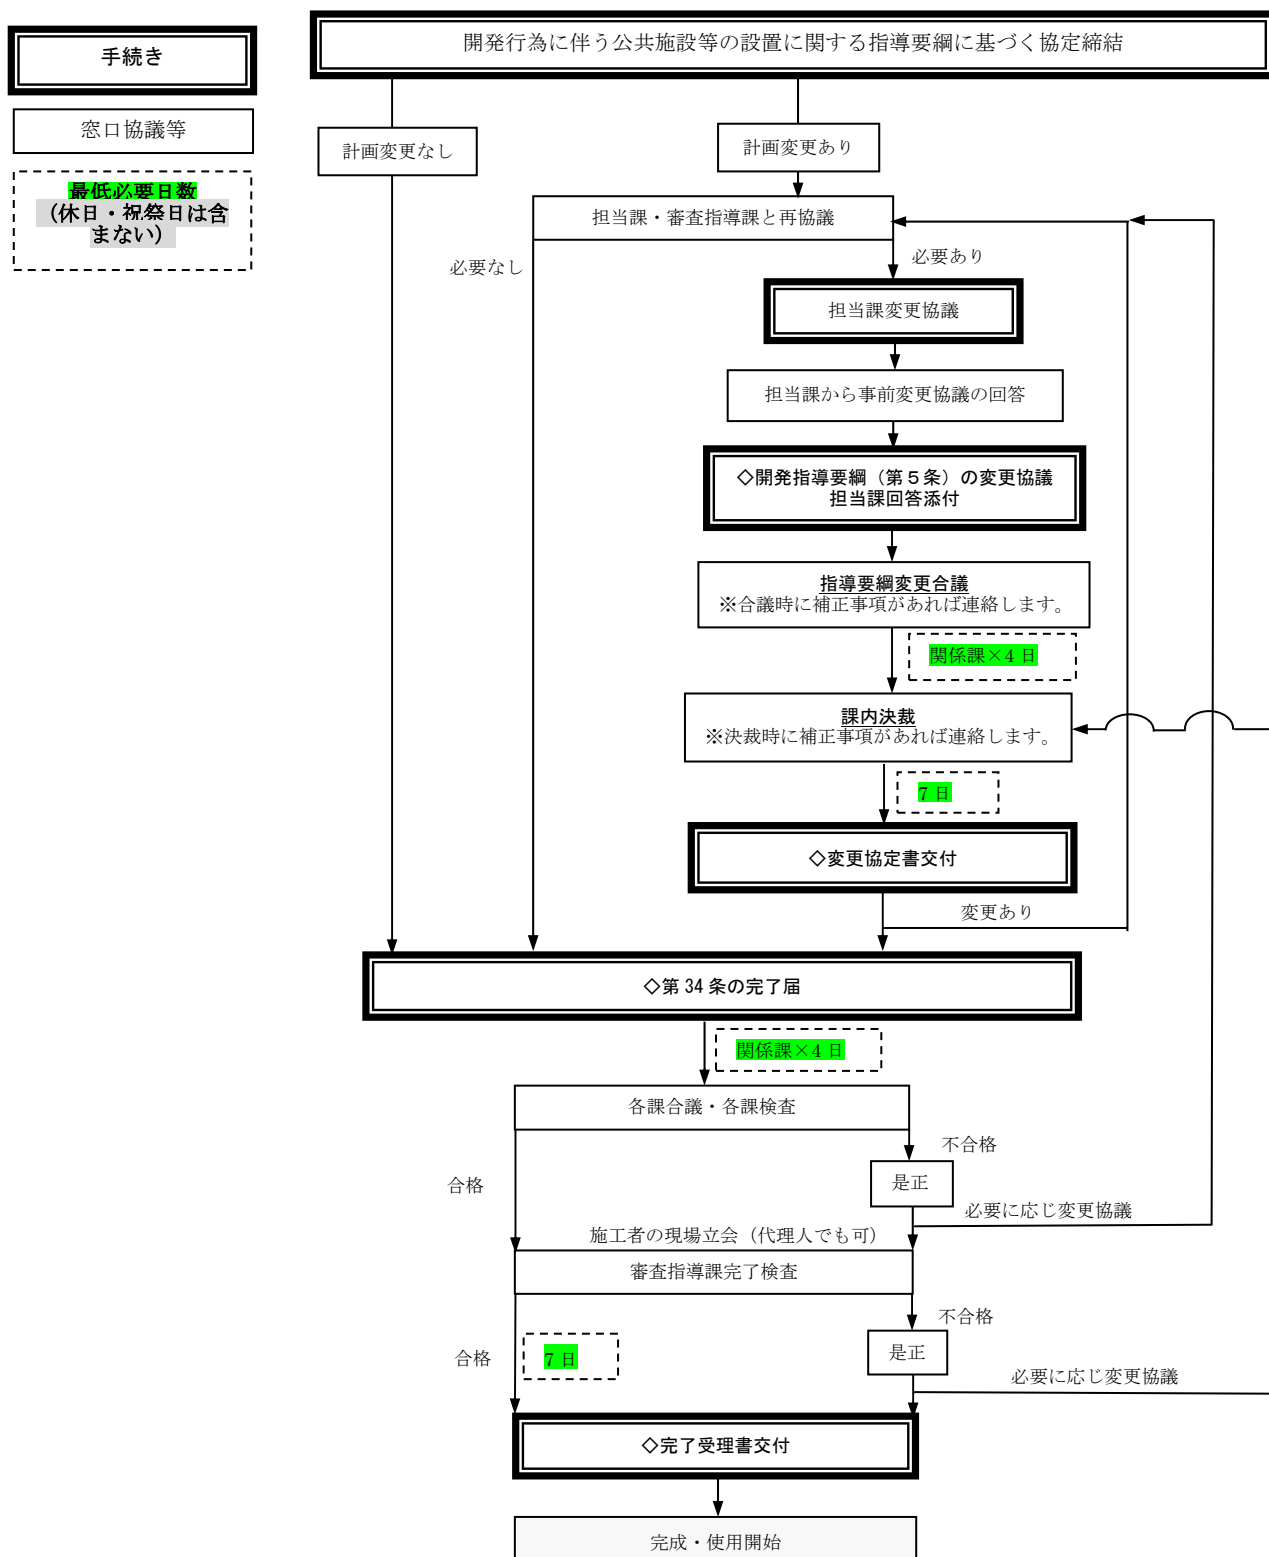 手続き
窓口協議等
最低必要日数
（休日・祝祭日は含
まない）
開発行為に伴う公共施設等の設置に関する指導要綱に基づく協定締結
計画変更なし
計画変更あり
担当課・審査指導課と再協議
必要なし
必要あり
担当課変更協議
担当課から事前変更協議の回答
◇開発指導要綱（第５条）の変更協議
担当課回答添付
指導要綱変更合議
※合議時に補正事項があれば連絡します。
関係課×4 日
課内決裁
※決裁時に補正事項があれば連絡します。
7 日
◇変更協定書交付
変更あり
◇第 34 条の完了届
関係課×4 日
各課合議・各課検査
不合格
合格
是正
必要に応じ変更協議
施工者の現場立会（代理人でも可）
審査指導課完了検査
不合格
合格
7 日
是正
必要に応じ変更協議
◇完了受理書交付
完成・使用開始